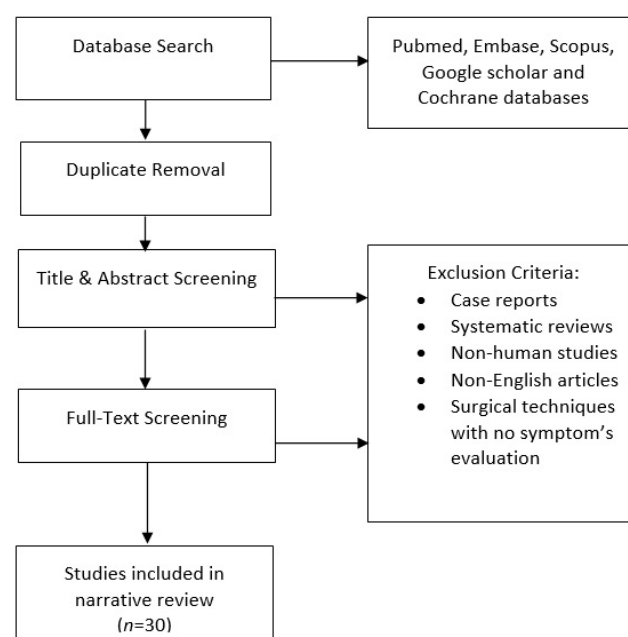 Database Search
Pubmed, Embase, Scopus,
Google scholar and
Cochrane databases
Duplicate Removal
Title & Abstract Screening
Exclusion Criteria:
• Case reports
• Systematic reviews
• Non-human studies
• Non-English articles
• Surgical techniques
with no symptom’s
evaluation
Full-Text Screening
Studies included in
narrative review
(n=30)